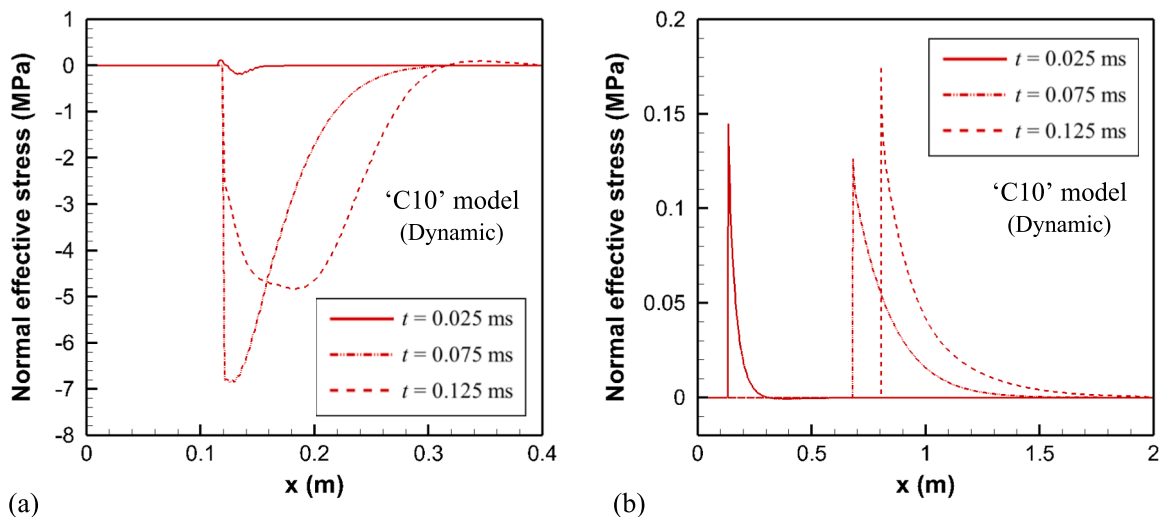 Normal effective stress (MPa)
1
0
-1
-2
-3
-4
-5
-6
-7
-8
0
0.1
0.2
0.3
0.4
x (m)
‘C10’ model
(Dynamic)
t = 0.025 ms
t = 0.075 ms
t = 0.125 ms
(a)
Normal effective stress (MPa)
0.2
0.15
0.1
0.05
0
0
0.5
1
1.5
2
x (m)
t = 0.025 ms
t = 0.075 ms
t = 0.125 ms
‘C10’ model
(Dynamic)
(b)